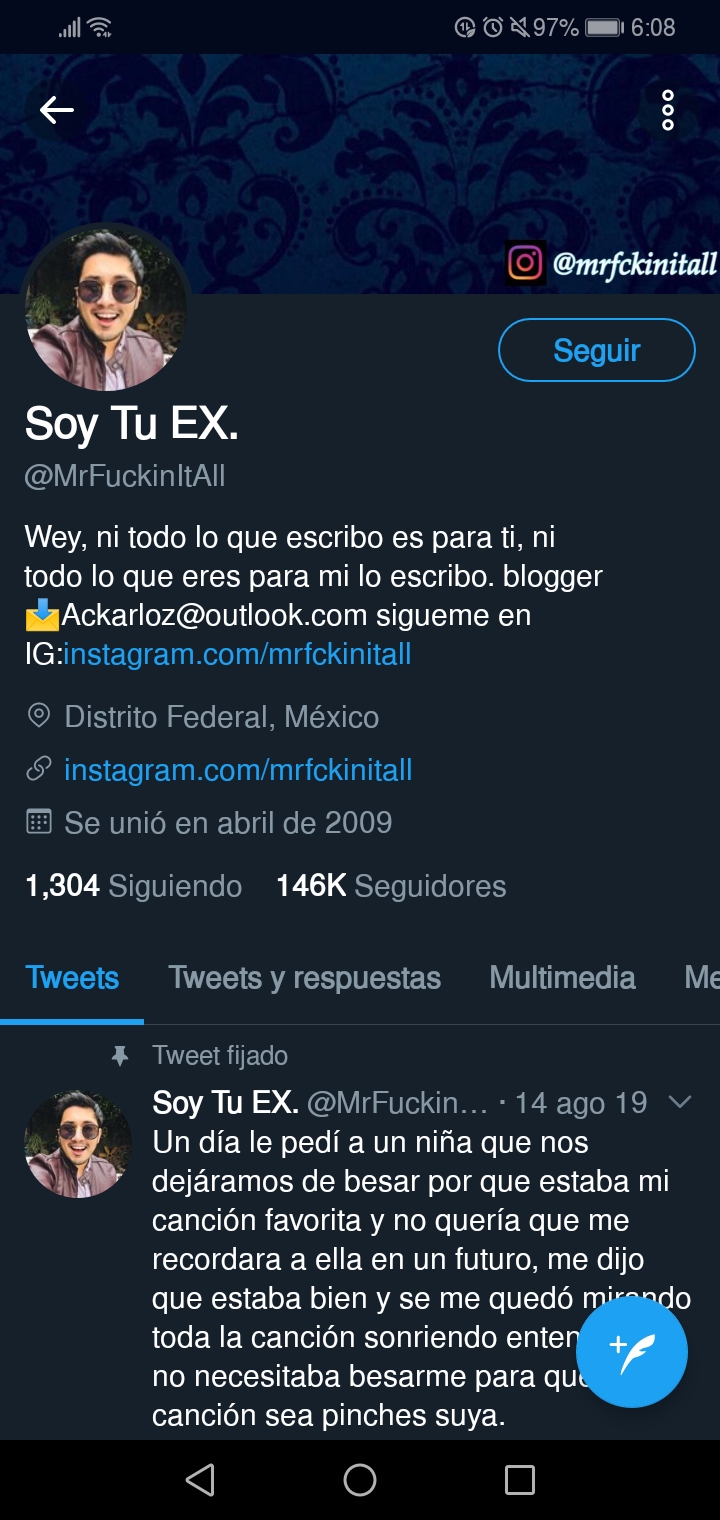 97% 6:08
@mrfckinitall
Seguir
Soy Tu EX.
@MrFuckinItAll
Wey, ni todo lo que escribo es para ti, ni
todo lo que eres para mi lo escribo. blogger
📩Ackarloz@outlook.com sigueme en
IG:instagram.com/mrfckinitall
Distrito Federal, México
instagram.com/mrfckinitall
Se unió en abril de 2009
1,304 Siguiendo 146K Seguidores
Tweets Tweets y respuestas Multimedia Me
Tweet fijado
Soy Tu EX. @MrFuckin... · 14 ago 19
Un día le pedí a un niña que nos
dejáramos de besar por que estaba mi
canción favorita y no quería que me
recordara a ella en un futuro, me dijo
que estaba bien y se me quedó mirando
toda la canción sonriendo enten
no necesitaba besarme para que
canción sea pinches suya.